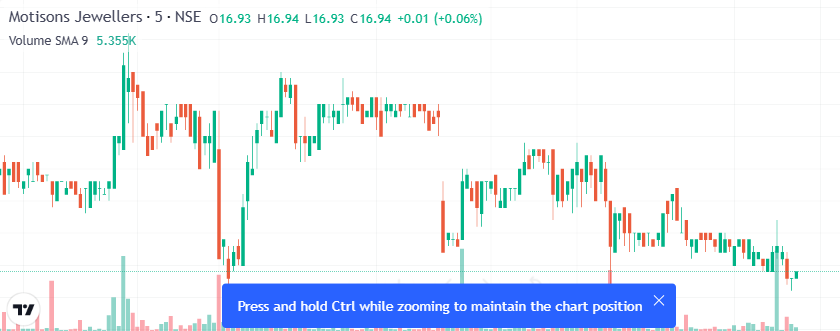 Motisons Jewellers · 5 · NSE O16.93 H16.94 L16.93 C16.94 +0.01 (+0.06%)
Volume SMA 9 5.355K
Press and hold Ctrl while zooming to maintain the chart position